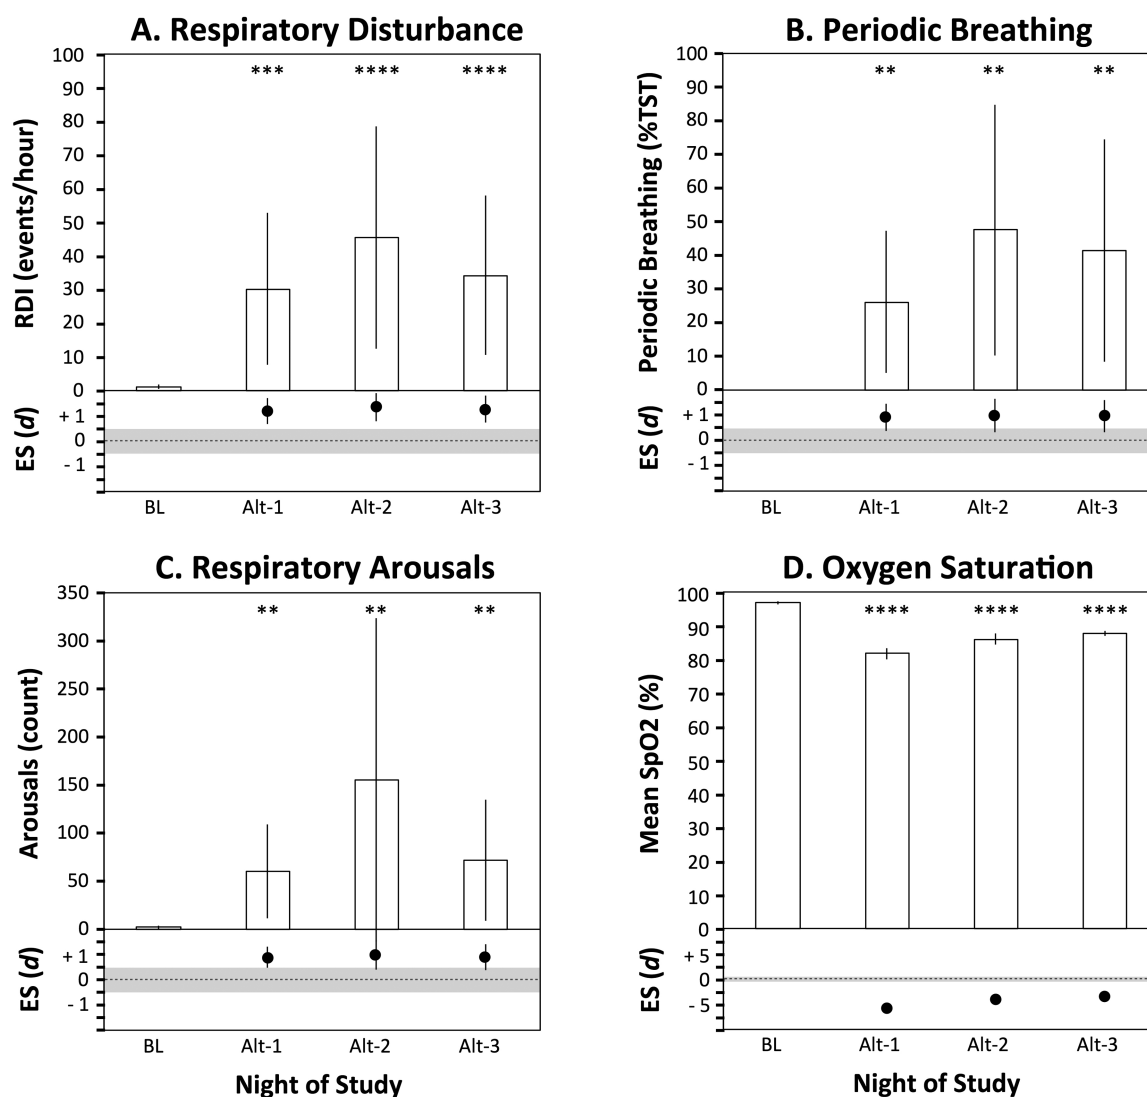 A. Respiratory Disturbance
RDI (events/hour)
100
90
80
70
60
50
40
30
20
10
0
*** **** ****
ES (d)
+ 1
0
- 1
BL Alt-1 Alt-2 Alt-3
B. Periodic Breathing
Periodic Breathing (%TST)
100
90
80
70
60
50
40
30
20
10
0
** ** **
ES (d)
+ 1
0
- 1
BL Alt-1 Alt-2 Alt-3
C. Respiratory Arousals
Arousals (count)
350
300
250
200
150
100
50
0
** ** **
ES (d)
+ 1
0
- 1
BL Alt-1 Alt-2 Alt-3
Night of Study
D. Oxygen Saturation
Mean SpO2 (%)
100
90
80
70
60
50
40
30
20
10
0
**** **** ****
ES (d)
+ 5
0
- 5
BL Alt-1 Alt-2 Alt-3
Night of Study